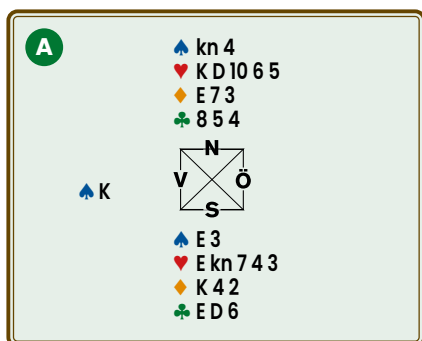 A
♠ kn 4
♥ K D 10 6 5
♦ E 7 3
♣ 8 5 4
N
V Ö
S
♠ K
♠ E 3
♥ E kn 7 4 3
♦ K 4 2
♣ E D 6